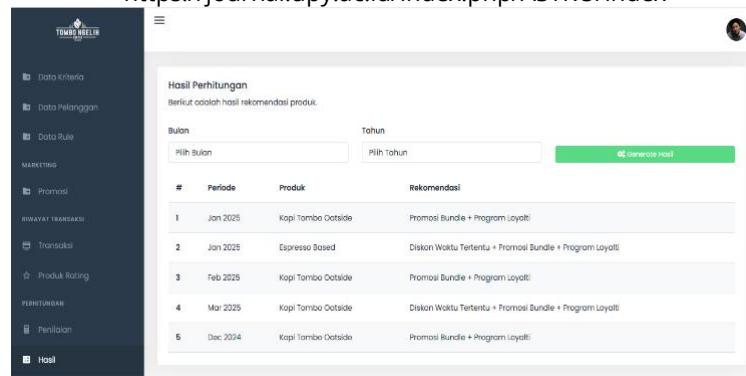 TOMBO NGELIH
Data Kriteria
Data Pelanggan
Data Rule
MARKETING
Promosi
RIWAYAT TRANSAKSI
Transaksi
Produk Rating
PERHITUNGAN
Penilaian
Hasil
Hasil Perhitungan
Berikut adalah hasil rekomendasi produk.
Bulan Tahun
Pilih Bulan Pilih Tahun Generate Hasil
# Periode Produk Rekomendasi
1 Jan 2025 Kopi Tombo Oatside Promosi Bundle + Program Loyalti
2 Jan 2025 Espresso Based Diskon Waktu Tertentu + Promosi Bundle + Program Loyalti
3 Feb 2025 Kopi Tombo Oatside Promosi Bundle + Program Loyalti
4 Mar 2025 Kopi Tombo Oatside Diskon Waktu Tertentu + Promosi Bundle + Program Loyalti
5 Dec 2024 Kopi Tombo Oatside Promosi Bundle + Program Loyalti